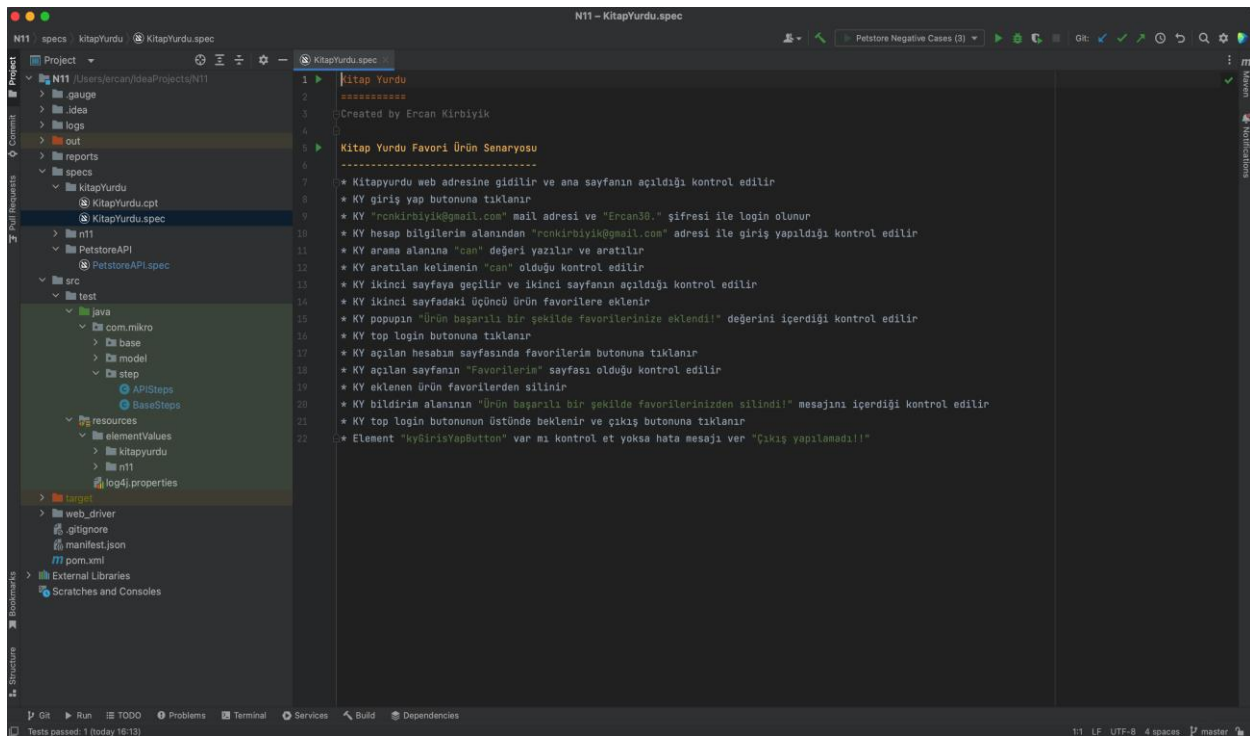 N11 – KitapYurdu.spec
N11 specs kitapYurdu KitapYurdu.spec
Petstore Negative Cases (3)
Git:
Project
KitapYurdu.spec
N11 /Users/ercan/IdeaProjects/N11
.gauge
.idea
logs
out
reports
specs
kitapYurdu
KitapYurdu.cpt
KitapYurdu.spec
n11
PetstoreAPI
PetstoreAPI.spec
src
test
java
com.mikro
base
model
step
APISteps
BaseSteps
resources
elementValues
kitapyurdu
n11
log4j.properties
target
web_driver
.gitignore
manifest.json
pom.xml
External Libraries
Scratches and Consoles
1 Kitap Yurdu
2 ===========
3 Created by Ercan Kirbiyik
4
5 Kitap Yurdu Favori Ürün Senaryosu
6 ---------------------------------
7 * Kitapyurdu web adresine gidilir ve ana sayfanın açıldığı kontrol edilir
8 * KY giriş yap butonuna tıklanır
9 * KY "rcnkirbiyik@gmail.com" mail adresi ve "Ercan30." şifresi ile login olunur
10 * KY hesap bilgilerim alanından "rcnkirbiyik@gmail.com" adresi ile giriş yapıldığı kontrol edilir
11 * KY arama alanına "can" değeri yazılır ve aratılır
12 * KY aratılan kelimenin "can" olduğu kontrol edilir
13 * KY ikinci sayfaya geçilir ve ikinci sayfanın açıldığı kontrol edilir
14 * KY ikinci sayfadaki üçüncü ürün favorilere eklenir
15 * KY popupın "Ürün başarılı bir şekilde favorilerinize eklendi!" değerini içerdiği kontrol edilir
16 * KY top login butonuna tıklanır
17 * KY açılan hesabım sayfasında favorilerim butonuna tıklanır
18 * KY açılan sayfanın "Favorilerim" sayfası olduğu kontrol edilir
19 * KY eklenen ürün favorilerden silinir
20 * KY bildirim alanının "Ürün başarılı bir şekilde favorilerinizden silindi!" mesajını içerdiği kontrol edilir
21 * KY top login butonunun üstünde beklenir ve çıkış butonuna tıklanır
22 * Element "kyGirisYapButton" var mı kontrol et yoksa hata mesajı ver "Çıkış yapılamadı!!"
Project
Commit
Pull Requests
Bookmarks
Structure
m
Maven
Notifications
Git Run TODO Problems Terminal Services Build Dependencies
Tests passed: 1 (today 16:13)
1:1 LF UTF-8 4 spaces master